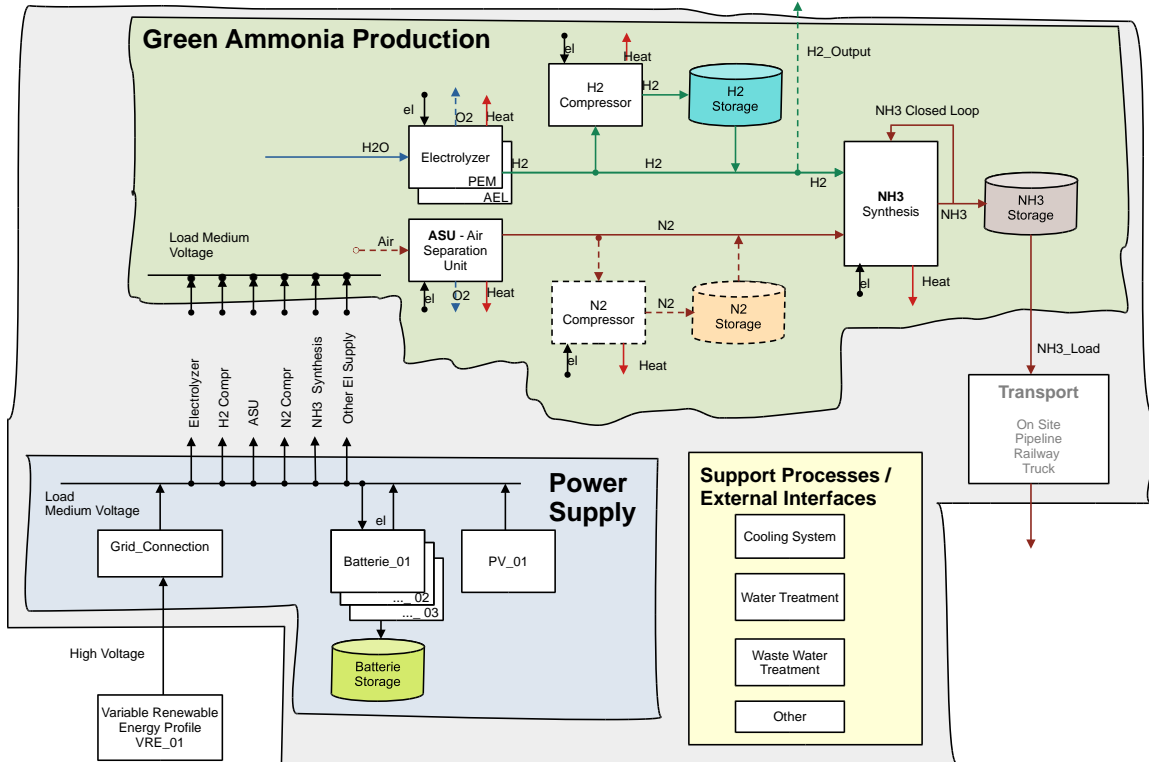 Green Ammonia Production
el
Heat
H2
Compressor
H2
H2
Storage
H2_Output
el
O2
Heat
H2O
Electrolyzer
PEM
AEL
H2
H2
H2
NH3 Closed Loop
NH3
Synthesis
NH3
NH3
Storage
el
Heat
Load Medium
Voltage
Air
ASU - Air
Separation
Unit
N2
el
O2
Heat
N2
Compressor
N2
N2
Storage
el
Heat
NH3_Load
Transport
On Site
Pipeline
Railway
Truck
Electrolyzer
H2 Compr
ASU
N2 Compr
NH3 Synthesis
Other El Supply
Power
Supply
Load
Medium Voltage
el
Grid_Connection
Batterie_01
..._ 02
..._ 03
PV_01
Batterie
Storage
High Voltage
Variable Renewable
Energy Profile
VRE_01
Support Processes /
External Interfaces
Cooling System
Water Treatment
Waste Water
Treatment
Other